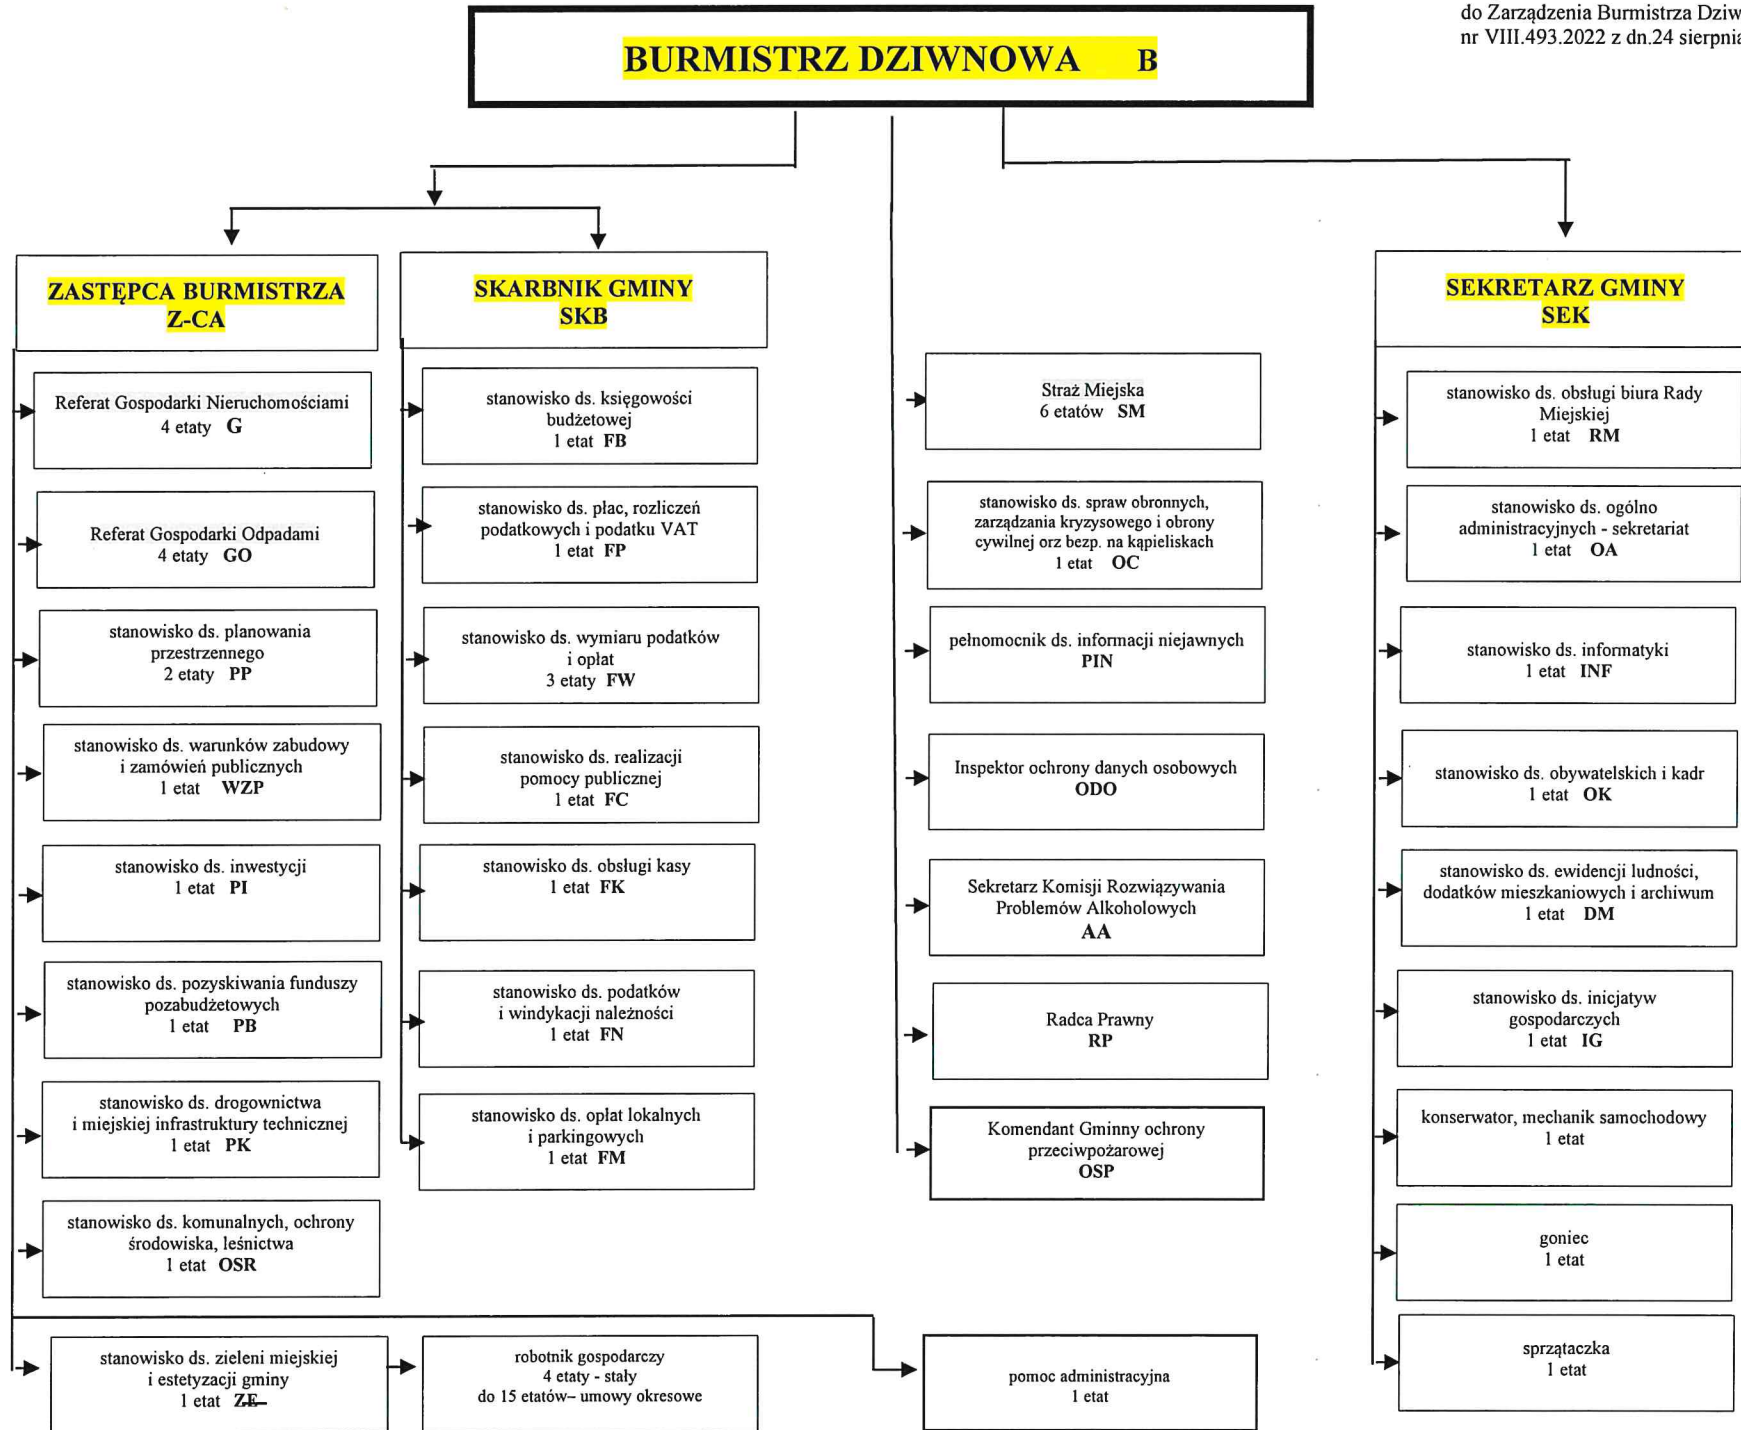 do Zarządzenia Burmistrza
nr VIII.493.2022 z dn.24 sierpnia
BURMISTRZ DZIWNOWA B
ZASTĘPCA BURMISTRZA
Z-CA
Referat Gospodarki Nieruchomościami
4 etaty G
Referat Gospodarki Odpadami
4 etaty GO
stanowisko ds. planowania
przestrzennego
2 etaty PP
stanowisko ds. warunków zabudowy
i zamówień publicznych
1 etat WZP
stanowisko ds. inwestycji
1 etat PI
stanowisko ds. pozyskiwania funduszy
pozabudżetowych
1 etat PB
stanowisko ds. drogownictwa
i miejskiej infrastruktury technicznej
1 etat PK
stanowisko ds. komunalnych, ochrony
środowiska, leśnictwa
1 etat OSR
stanowisko ds. zieleni miejskiej
i estetyzacji gminy
1 etat ZE
robotnik gospodarczy
4 etaty - stały
do 15 etatów– umowy okresowe
pomoc administracyjna
1 etat
SKARBNIK GMINY
SKB
stanowisko ds. księgowości
budżetowej
1 etat FB
stanowisko ds. płac, rozliczeń
podatkowych i podatku VAT
1 etat FP
stanowisko ds. wymiaru podatków
i opłat
3 etaty FW
stanowisko ds. realizacji
pomocy publicznej
1 etat FC
stanowisko ds. obsługi kasy
1 etat FK
stanowisko ds. podatków
i windykacji należności
1 etat FN
stanowisko ds. opłat lokalnych
i parkingowych
1 etat FM
Straż Miejska
6 etatów SM
stanowisko ds. spraw obronnych,
zarządzania kryzysowego i obrony
cywilnej orz bezp. na kąpieliskach
1 etat OC
pełnomocnik ds. informacji niejawnych
PIN
Inspektor ochrony danych osobowych
ODO
Sekretarz Komisji Rozwiązywania
Problemów Alkoholowych
AA
Radca Prawny
RP
Komendant Gminny ochrony
przeciwpożarowej
OSP
SEKRETARZ GMINY
SEK
stanowisko ds. obsługi biura Rady
Miejskiej
1 etat RM
stanowisko ds. ogólno
administracyjnych - sekretariat
1 etat OA
stanowisko ds. informatyki
1 etat INF
stanowisko ds. obywatelskich i kadr
1 etat OK
stanowisko ds. ewidencji ludności,
dodatków mieszkaniowych i archiwum
1 etat DM
stanowisko ds. inicjatyw
gospodarczych
1 etat IG
konserwator, mechanik samochodowy
1 etat
goniec
1 etat
sprzątaczka
1 etat